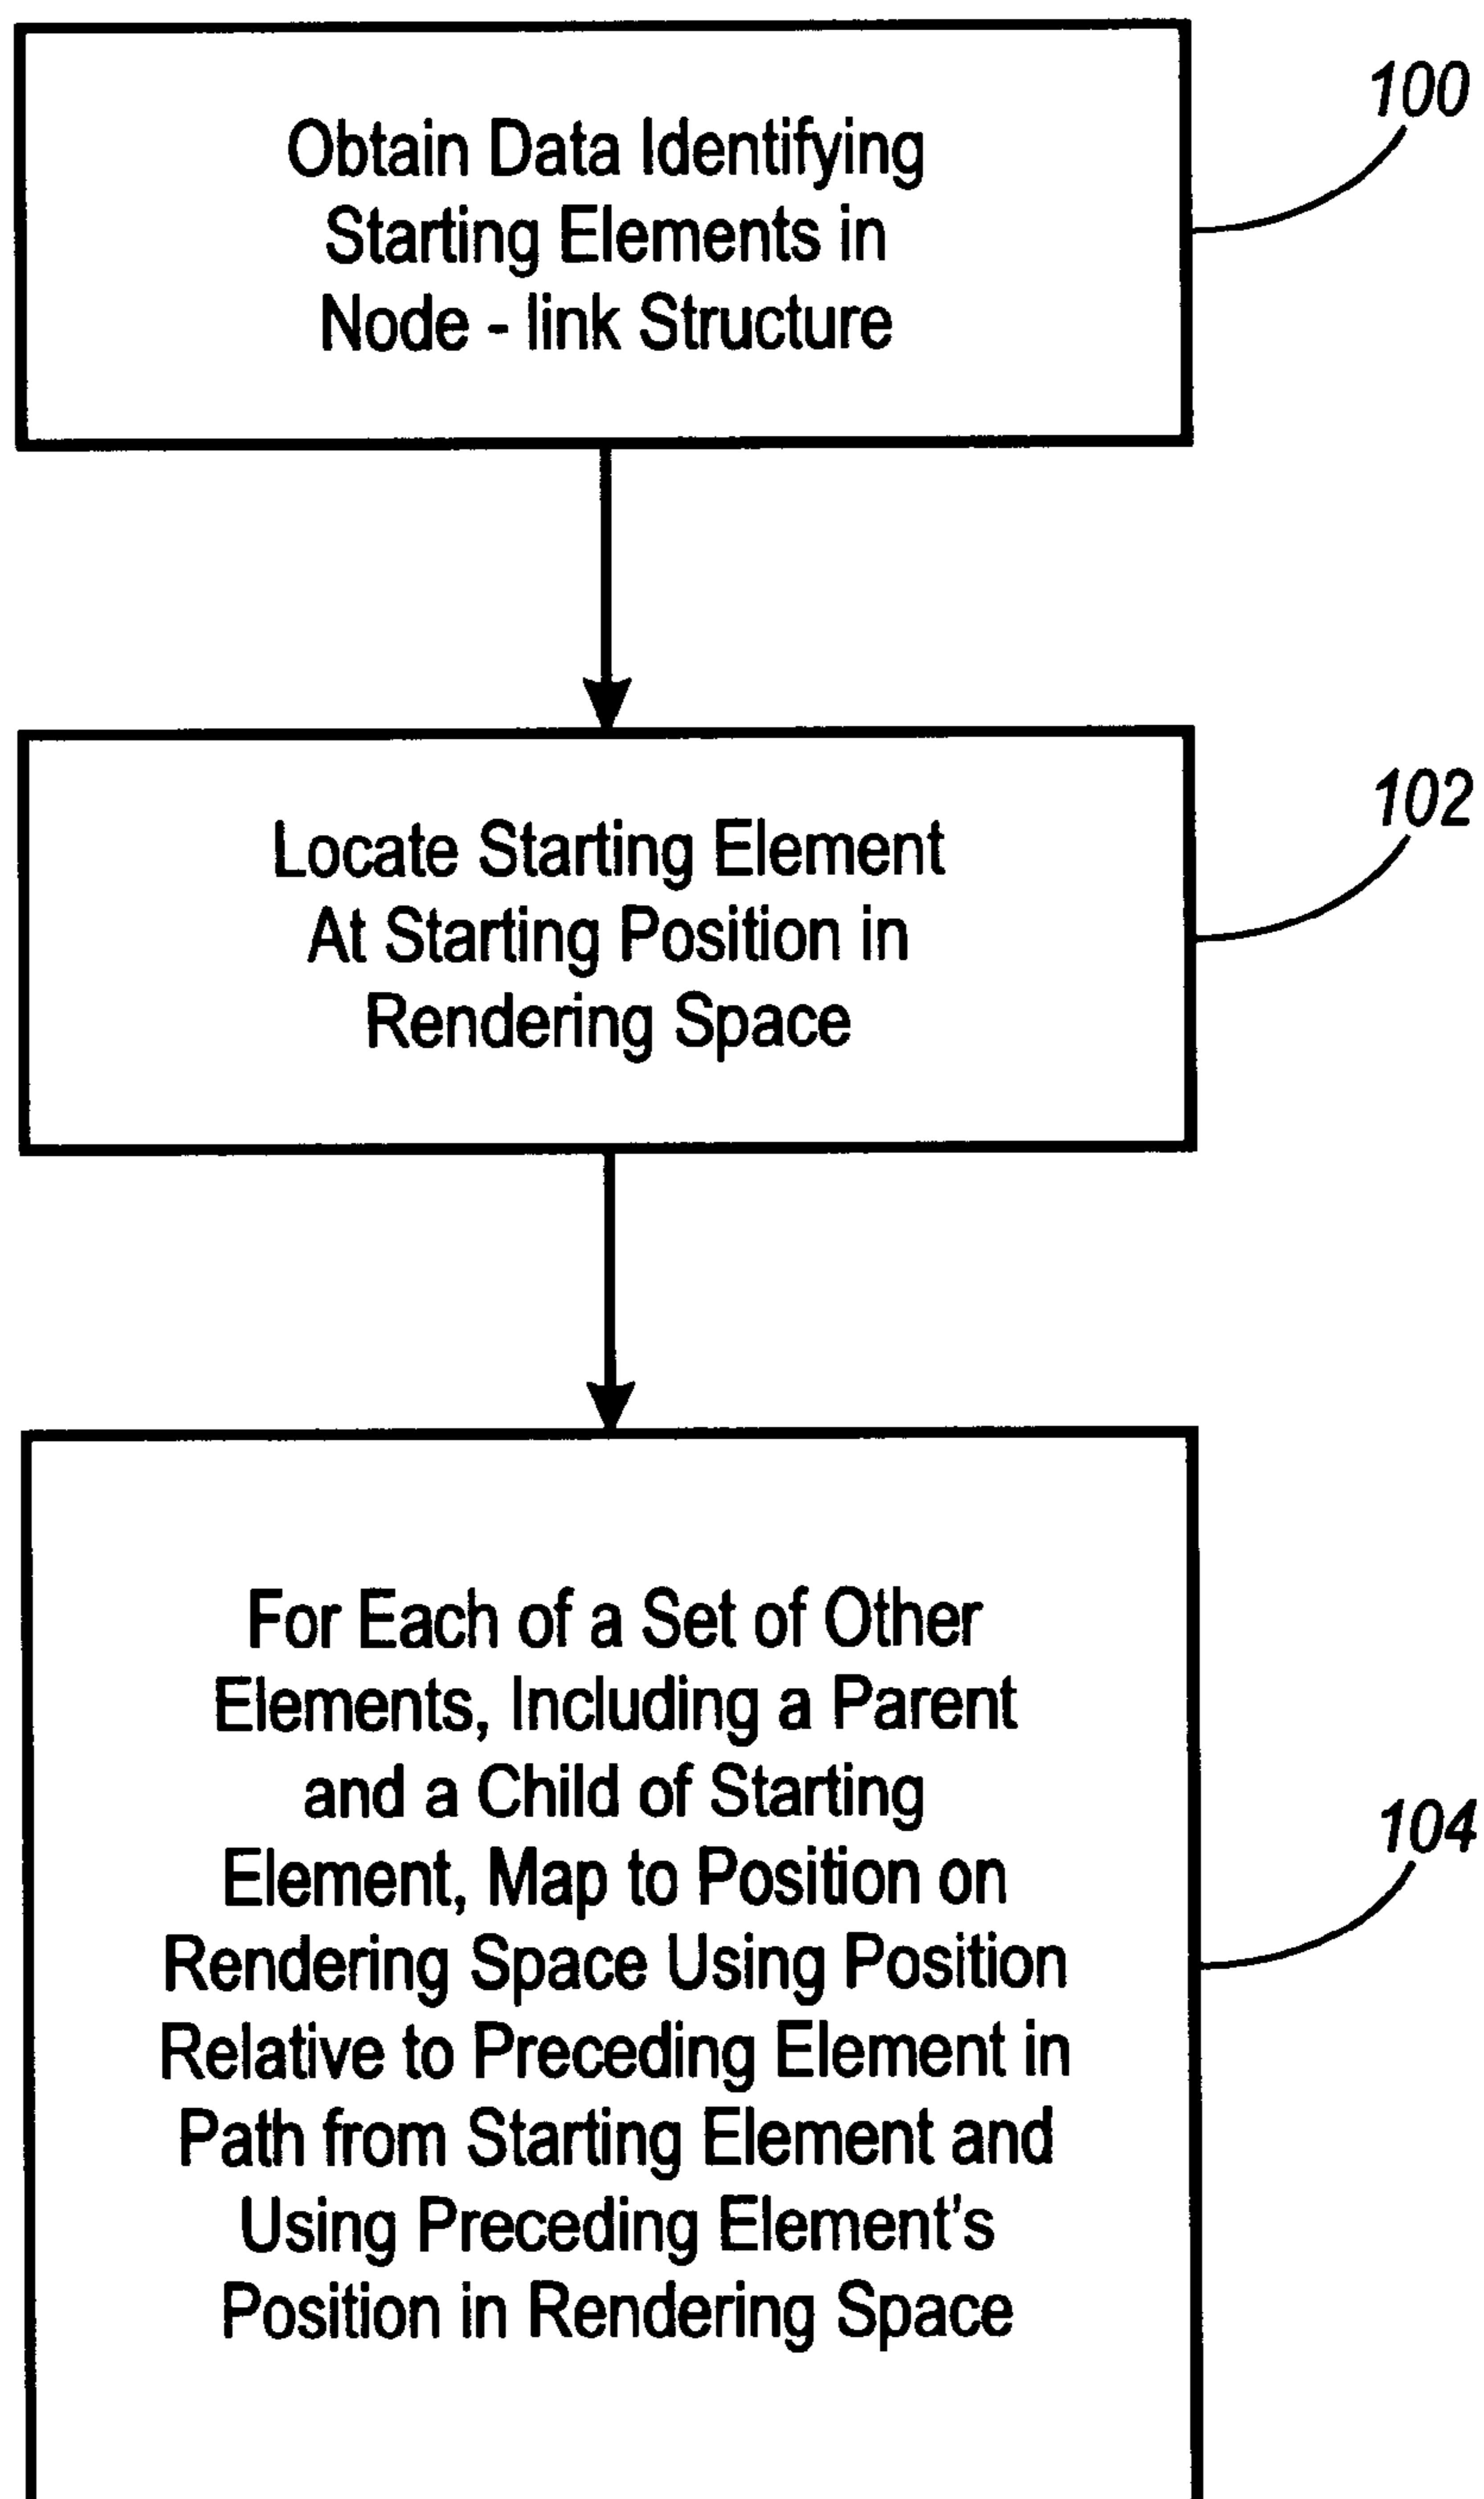 100
Obtain Data Identifying
Starting Elements in
Node - link Structure
102
Locate Starting Element
At Starting Position in
Rendering Space
For Each of a Set of Other
Elements, Including a Parent
and a Child of Starting
Element, Map to Position on
104
Rendering Space Using Position
Relative to Preceding Element in
Path from Starting Element and
Using Preceding Element's
Position in Rendering Space